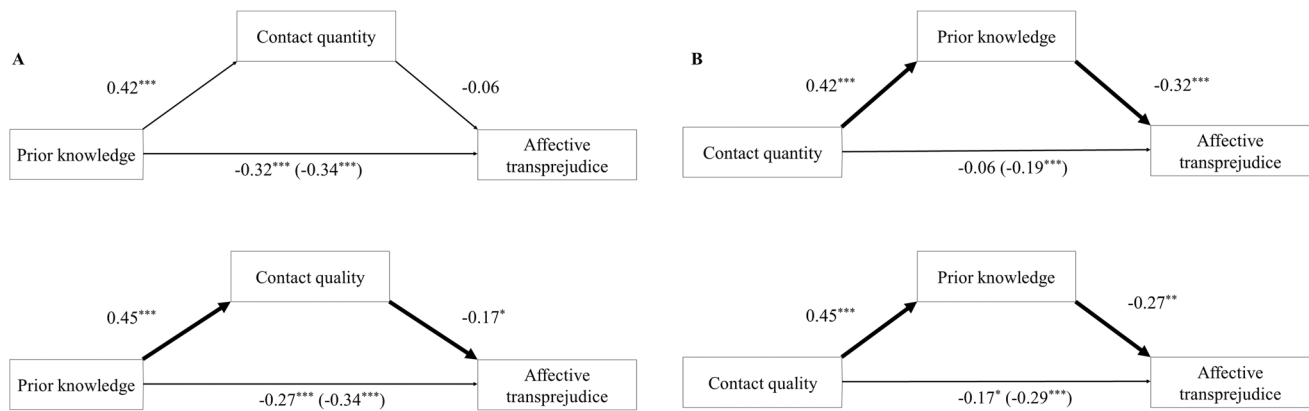 A
Contact quantity
0.42***
-0.06
Prior knowledge
Affective
transprejudice
-0.32*** (-0.34***)
Contact quality
0.45***
-0.17*
Prior knowledge
Affective
transprejudice
-0.27*** (-0.34***)
B
Prior knowledge
0.42***
-0.32***
Contact quantity
Affective
transprejudice
-0.06 (-0.19***)
Prior knowledge
0.45***
-0.27**
Contact quality
Affective
transprejudice
-0.17* (-0.29***)